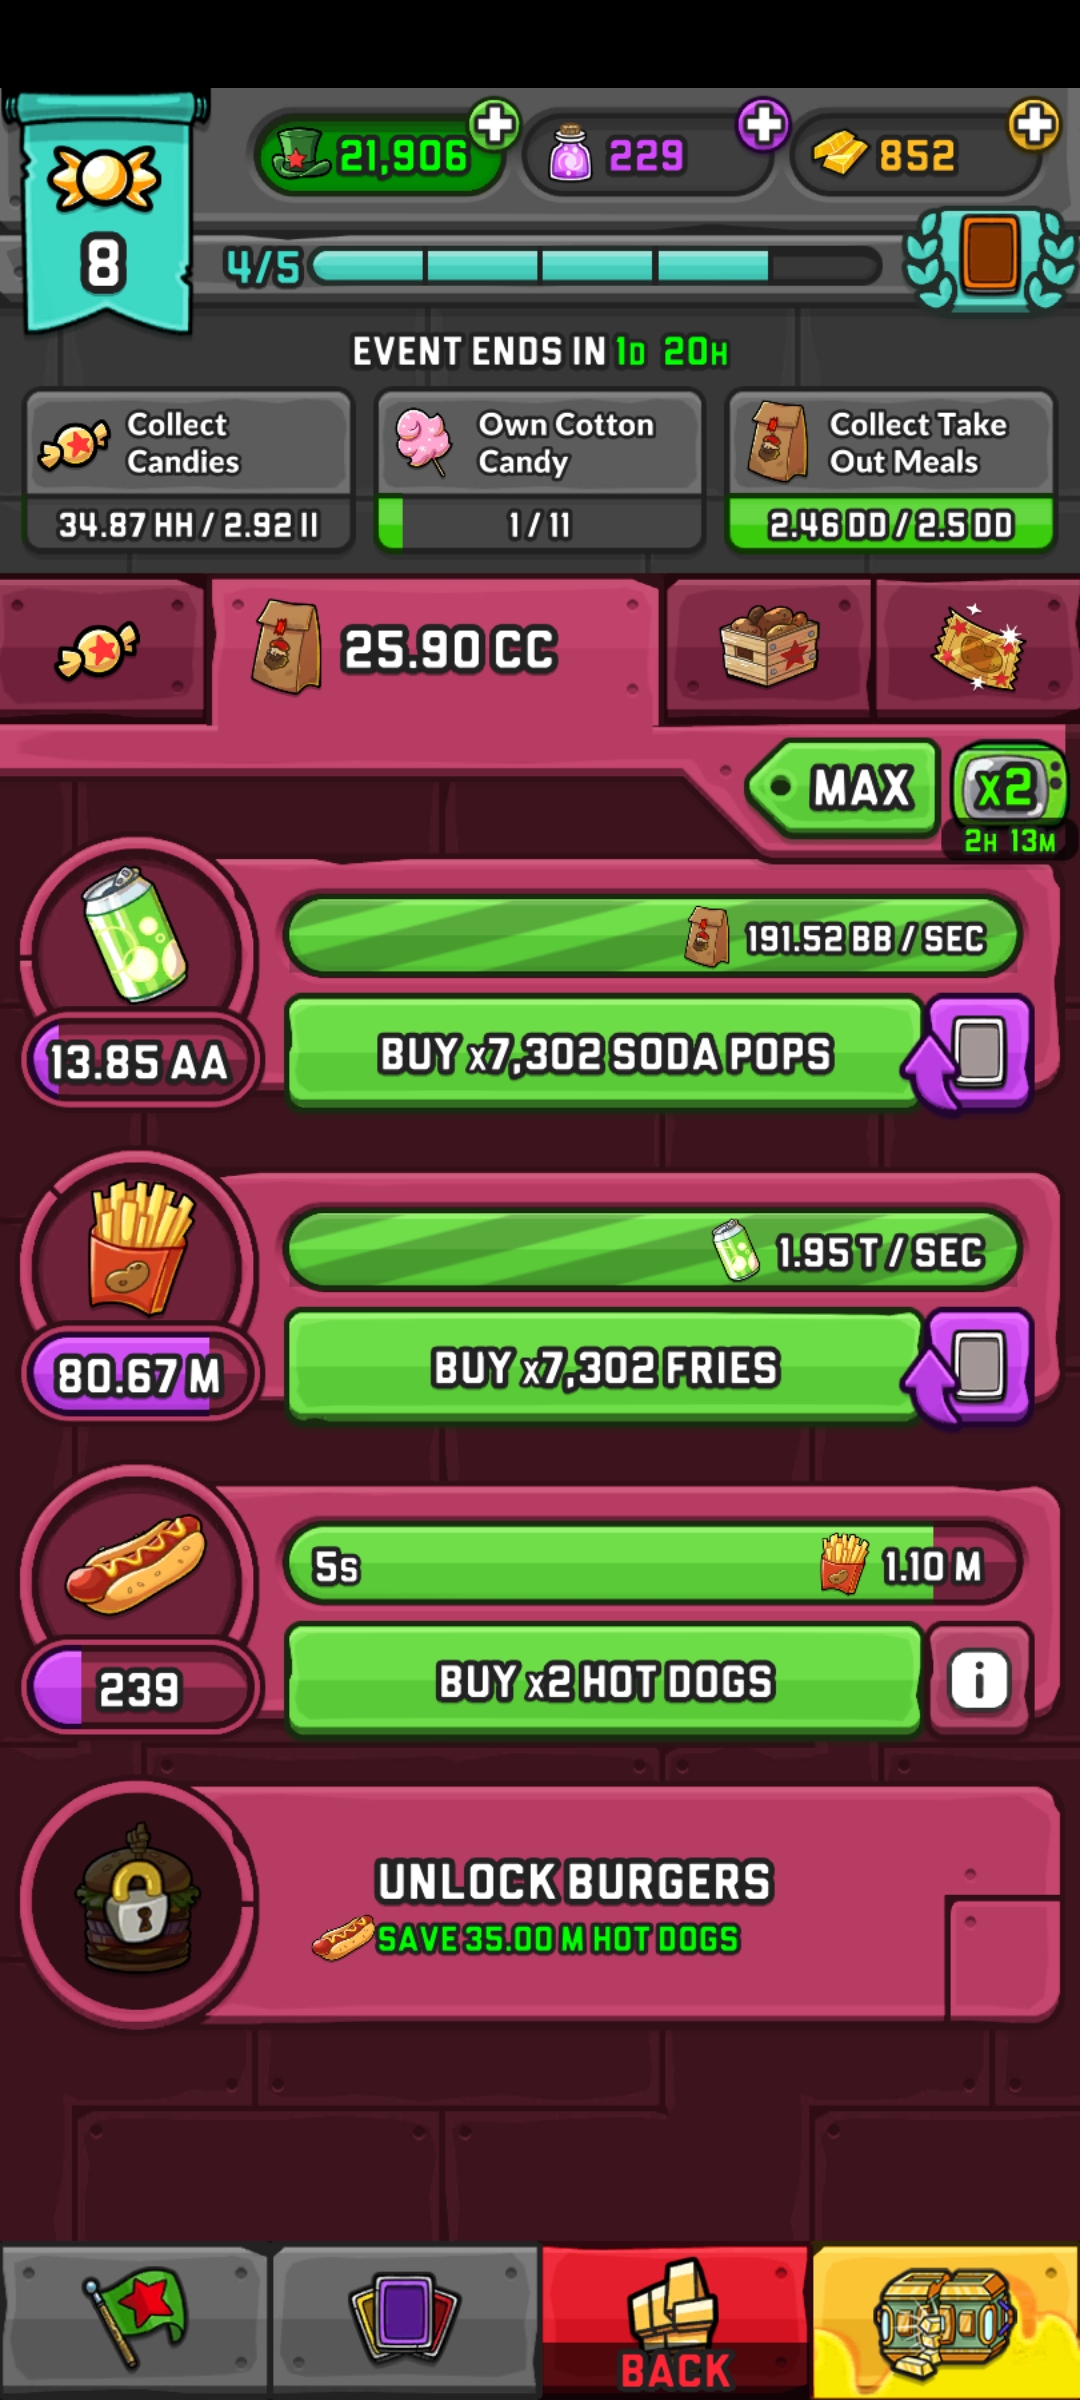 21,906
229
852
8
4/5
EVENT ENDS IN 1D 20H
Collect
Candies
34.87 HH / 2.92 II
Own Cotton
Candy
1 / 11
Collect Take
Out Meals
2.46 DD / 2.5 DD
25.90 CC
MAX
x2
2H 13M
191.52 BB / SEC
13.85 AA
BUY x7,302 SODA POPS
1.95 T / SEC
80.67 M
BUY x7,302 FRIES
5s
1.10 M
239
BUY x2 HOT DOGS
i
UNLOCK BURGERS
SAVE 35.00 M HOT DOGS
BACK